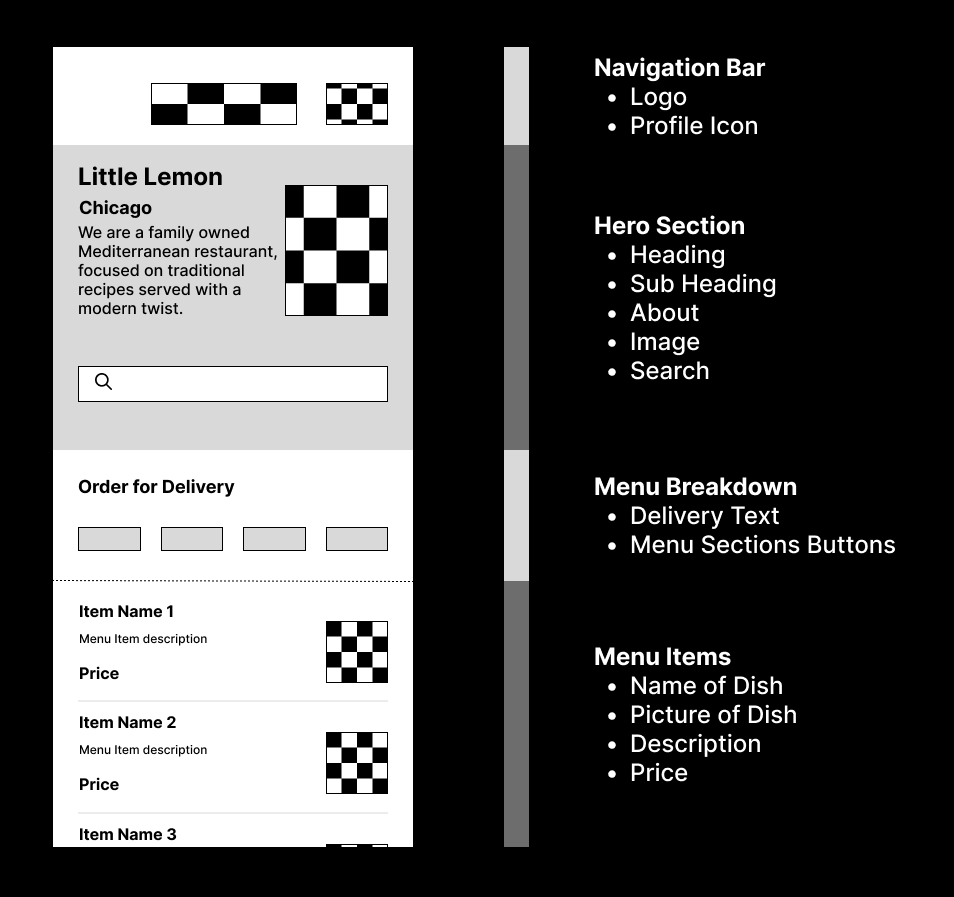 Little Lemon
Chicago
We are a family owned
Mediterranean restaurant,
focused on traditional
recipes served with a
modern twist.
Order for Delivery
Item Name 1
Menu Item description
Price
Item Name 2
Menu Item description
Price
Item Name 3
Navigation Bar
• Logo
• Profile Icon
Hero Section
• Heading
• Sub Heading
• About
• Image
• Search
Menu Breakdown
• Delivery Text
• Menu Sections Buttons
Menu Items
• Name of Dish
• Picture of Dish
• Description
• Price